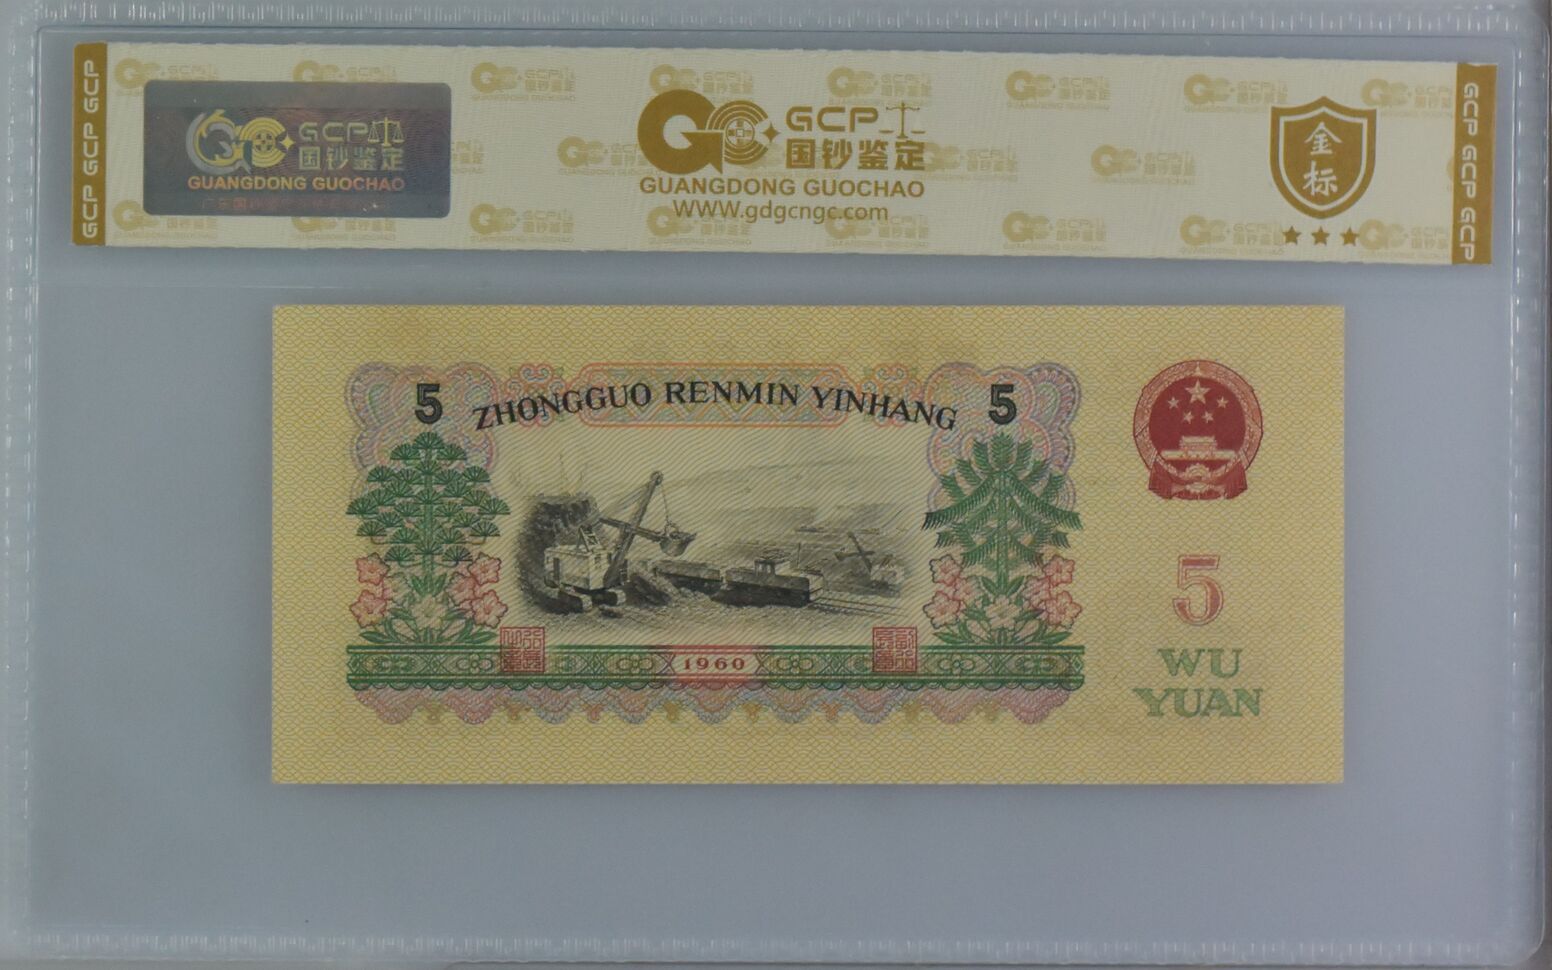 GCP GCP GCP
GCP
国钞鉴定
GUANGDONG GUOCHAO
GCP
国钞鉴定
GUANGDONG GUOCHAO
WWW.gdgcngc.com
金
标
GCP GCP GCP
5 ZHONGGUO RENMIN YINHANG 5
1960
5
WU
YUAN